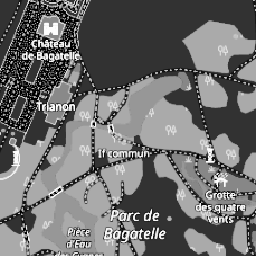 Château
de Bagatelle
Trianon
If commun
Grotte
des quatre
vents
Parc de
Bagatelle
Pièce
d'Eau